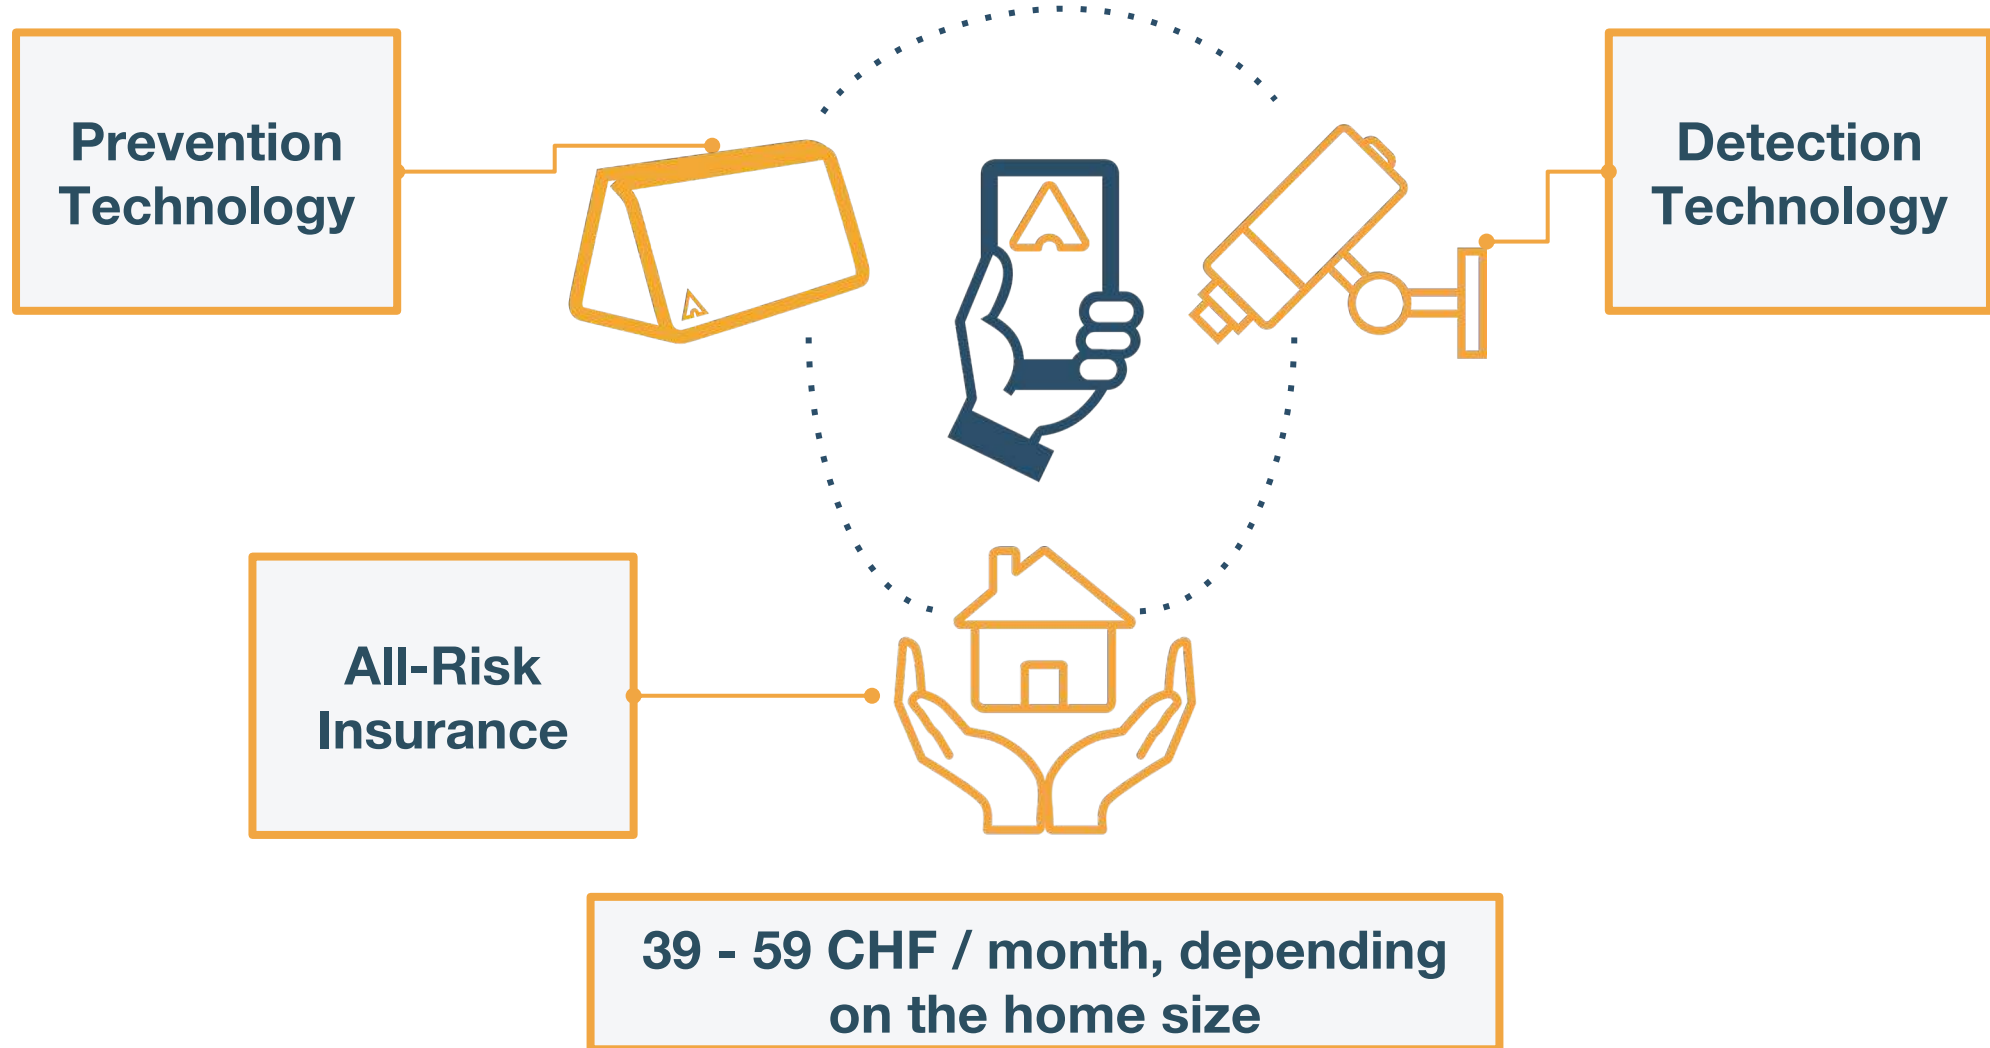 Prevention
Technology
Detection
Technology
All-Risk
Insurance
39 - 59 CHF / month, depending
on the home size